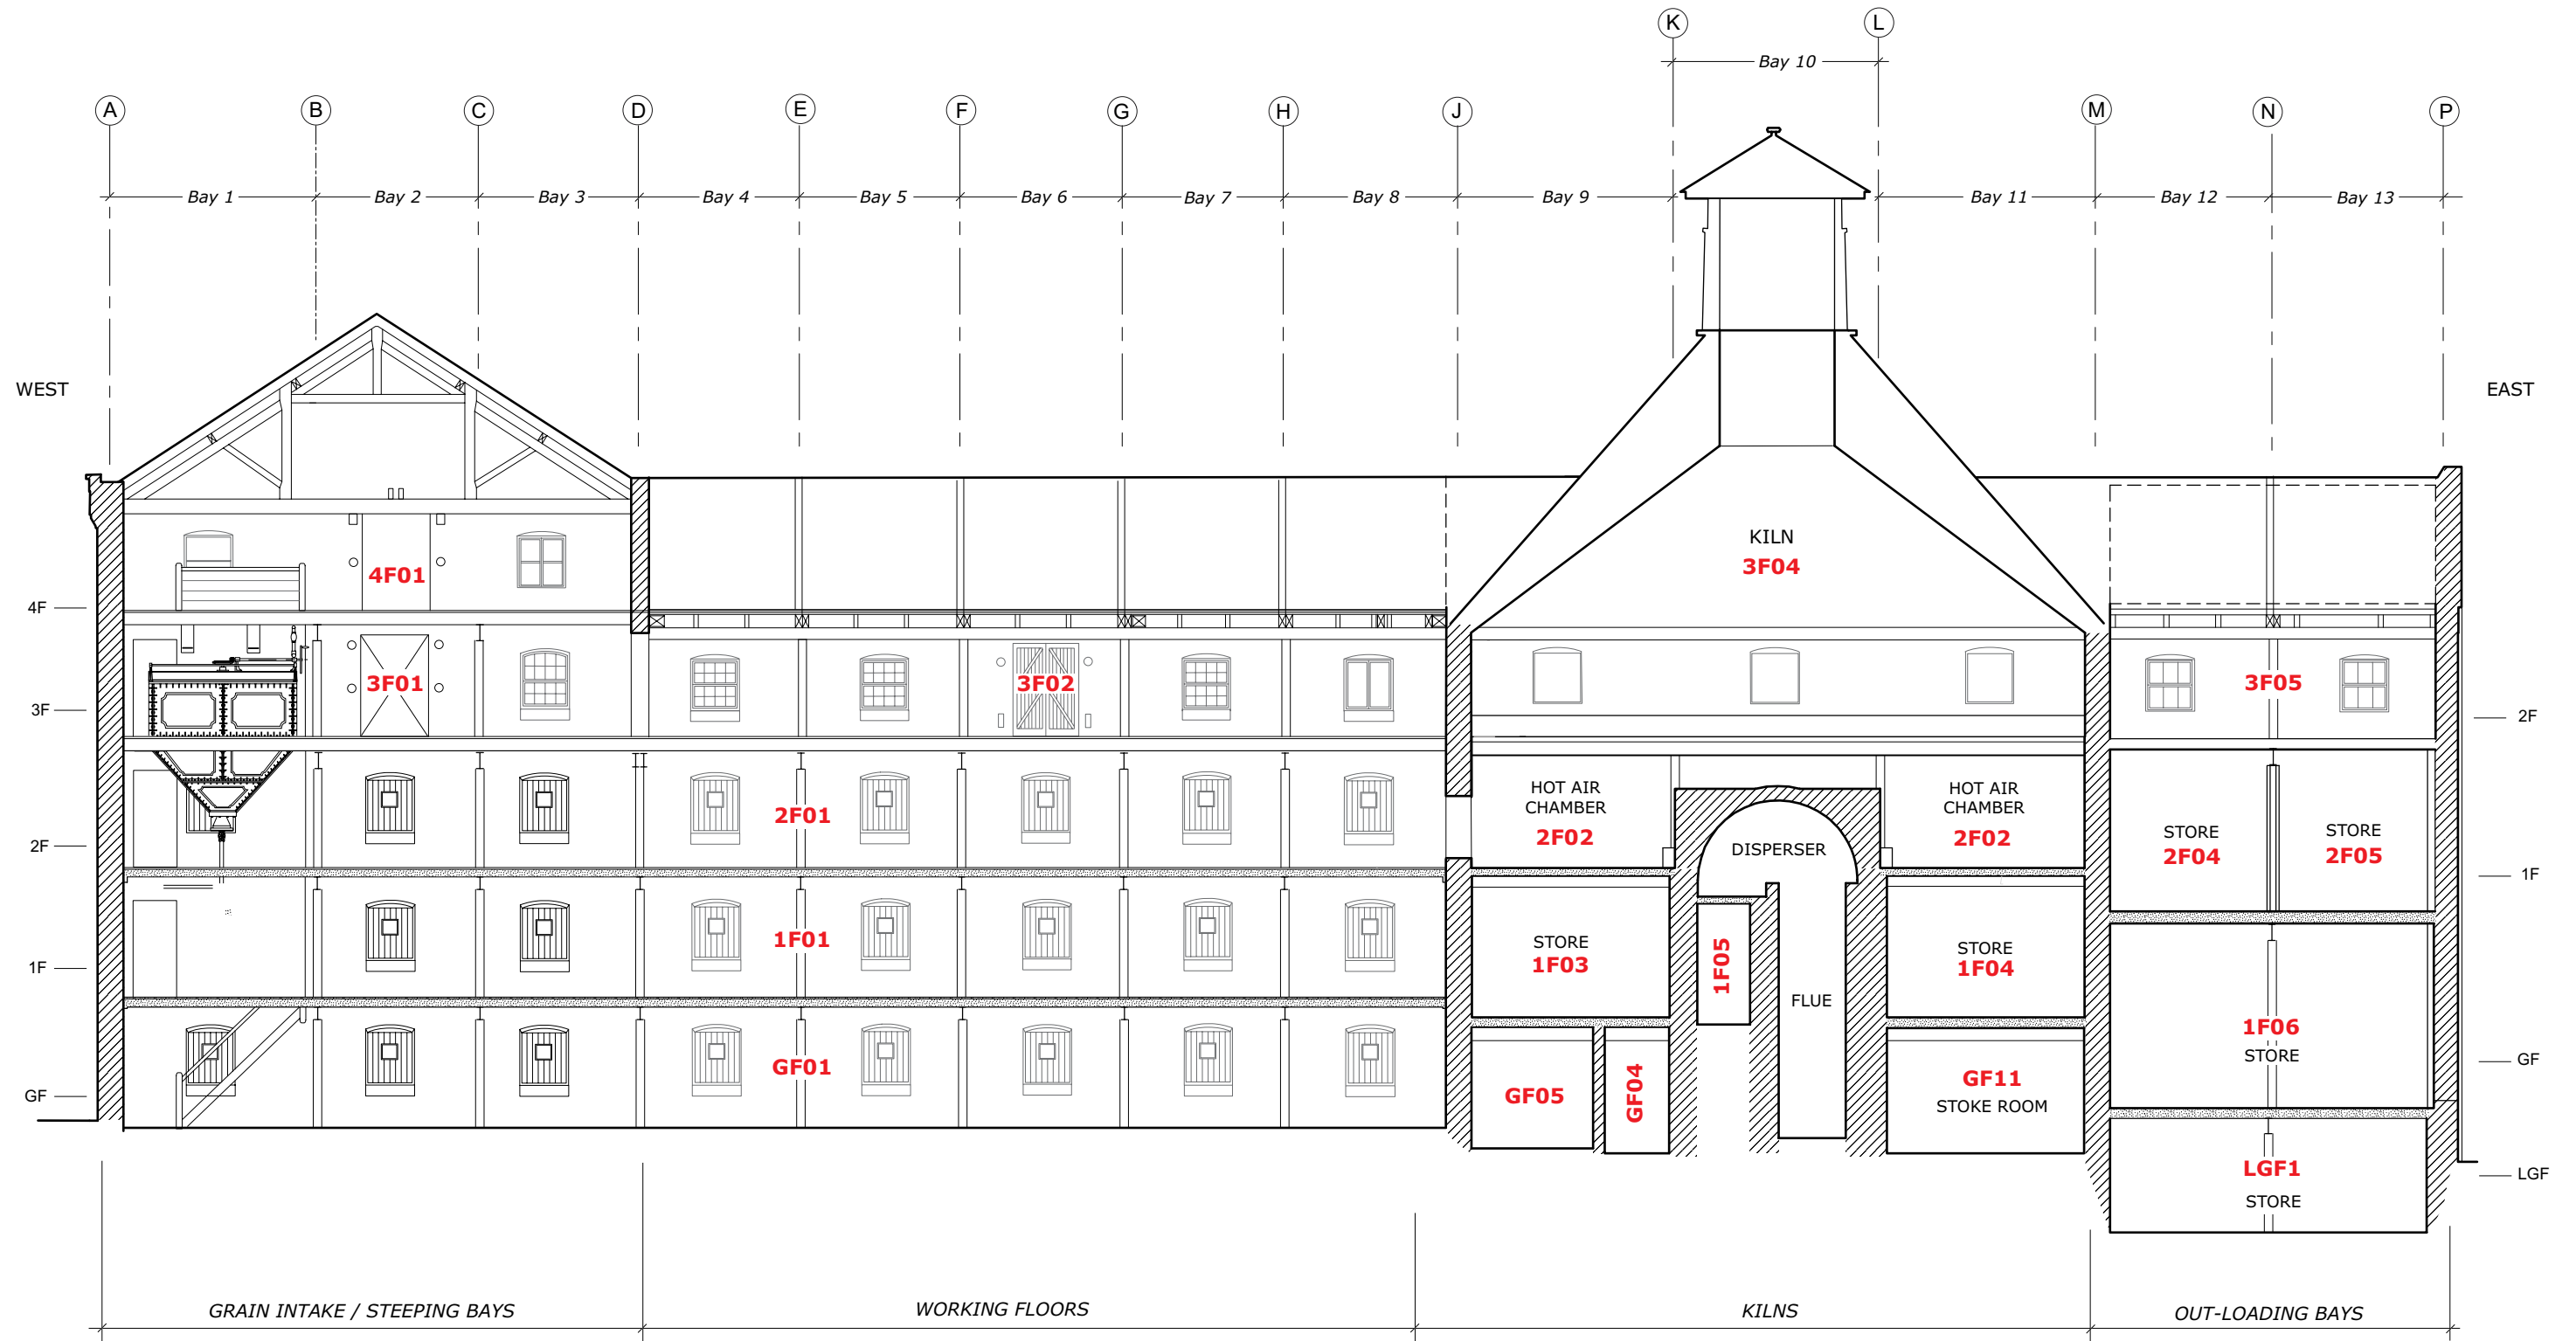 K L
Bay 10
A B C D E F G H J M N P
Bay 1 Bay 2 Bay 3 Bay 4 Bay 5 Bay 6 Bay 7 Bay 8 Bay 9 Bay 11 Bay 12 Bay 13
WEST
EAST
KILN
3F04
4F01
4F
3F01
3F02
3F05
3F
2F
HOT AIR
CHAMBER
2F02
HOT AIR
CHAMBER
2F02
2F01
STORE
2F04
STORE
2F05
DISPERSER
2F
1F
1F01
STORE
1F03
1F05
STORE
1F04
1F
FLUE
1F06
STORE
GF01
GF
GF05
GF04
GF11
STOKE ROOM
GF
LGF1
STORE
LGF
GRAIN INTAKE / STEEPING BAYS
WORKING FLOORS
KILNS
OUT-LOADING BAYS